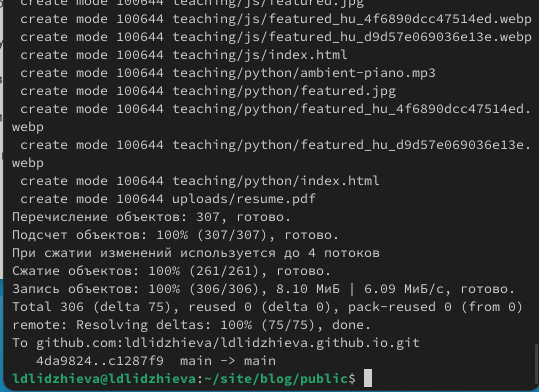 create mode 100644 teaching/js/featured.jpg
create mode 100644 teaching/js/featured_hu_4f6890dcc47514ed.webp
create mode 100644 teaching/js/featured_hu_d9d57e069036e13e.webp
create mode 100644 teaching/js/index.html
create mode 100644 teaching/python/ambient-piano.mp3
create mode 100644 teaching/python/featured.jpg
create mode 100644 teaching/python/featured_hu_4f6890dcc47514ed.
webp
create mode 100644 teaching/python/featured_hu_d9d57e069036e13e.
webp
create mode 100644 teaching/python/index.html
create mode 100644 uploads/resume.pdf
Перечисление объектов: 307, готово.
Подсчет объектов: 100% (307/307), готово.
При сжатии изменений используется до 4 потоков
Сжатие объектов: 100% (261/261), готово.
Запись объектов: 100% (306/306), 8.10 МиБ | 6.09 МиБ/с, готово.
Total 306 (delta 75), reused 0 (delta 0), pack-reused 0 (from 0)
remote: Resolving deltas: 100% (75/75), done.
To github.com:ldlidzhieva/ldlidzhieva.github.io.git
4da9824..c1287f9  main -> main
ldlidzhieva@ldlidzhieva:~/site/blog/public$